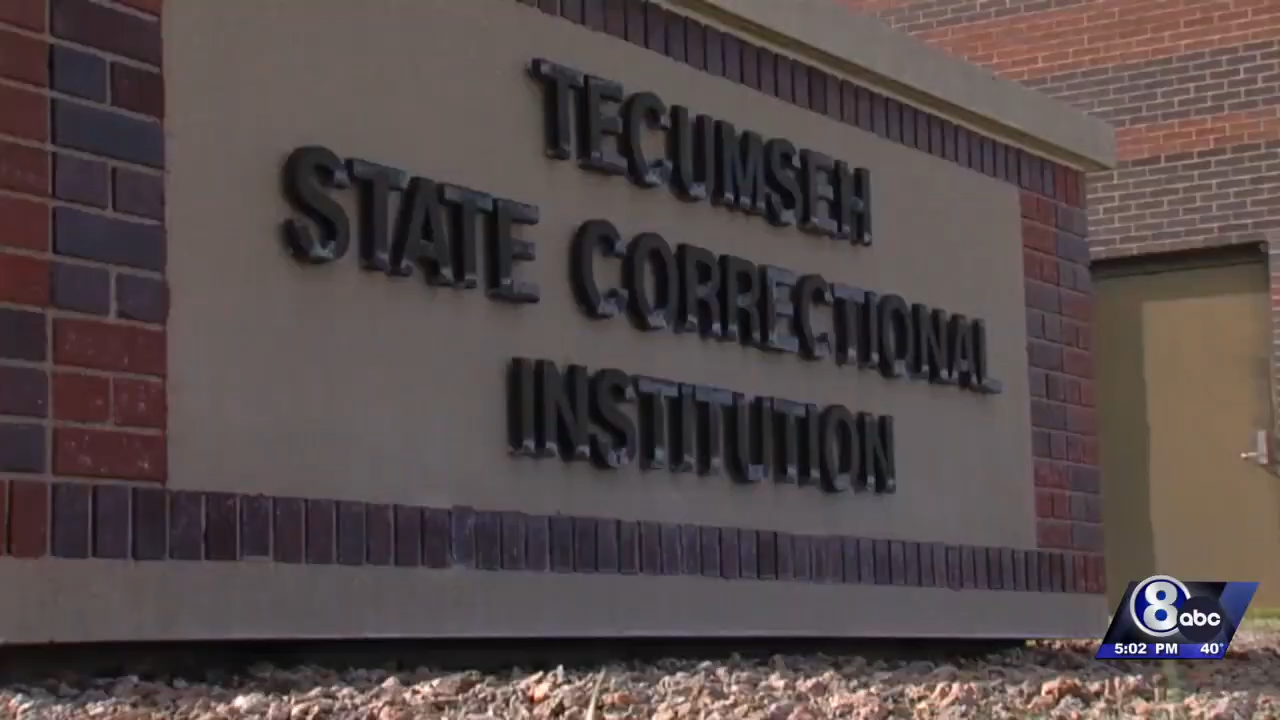 TECUMSEH
STATE CORRECTIONAL
INSTITUTION
8 abc
5:02 PM 40°